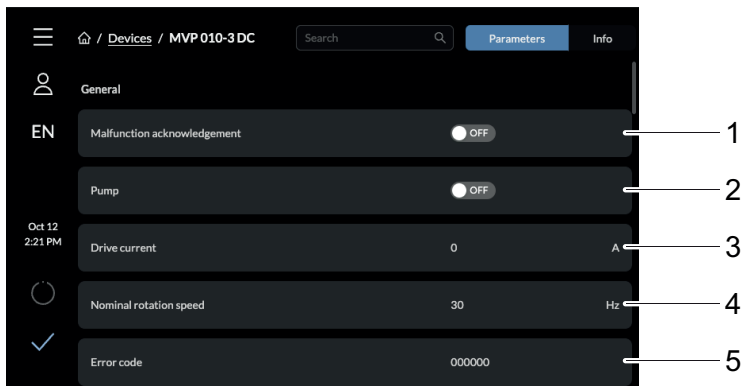 / Devices / MVP 010-3 DC Search Parameters Info
General
EN
Malfunction acknowledgement OFF 1
Pump OFF 2
Oct 12
2:21 PM
Drive current 0 A 3
Nominal rotation speed 30 Hz 4
Error code 000000 5